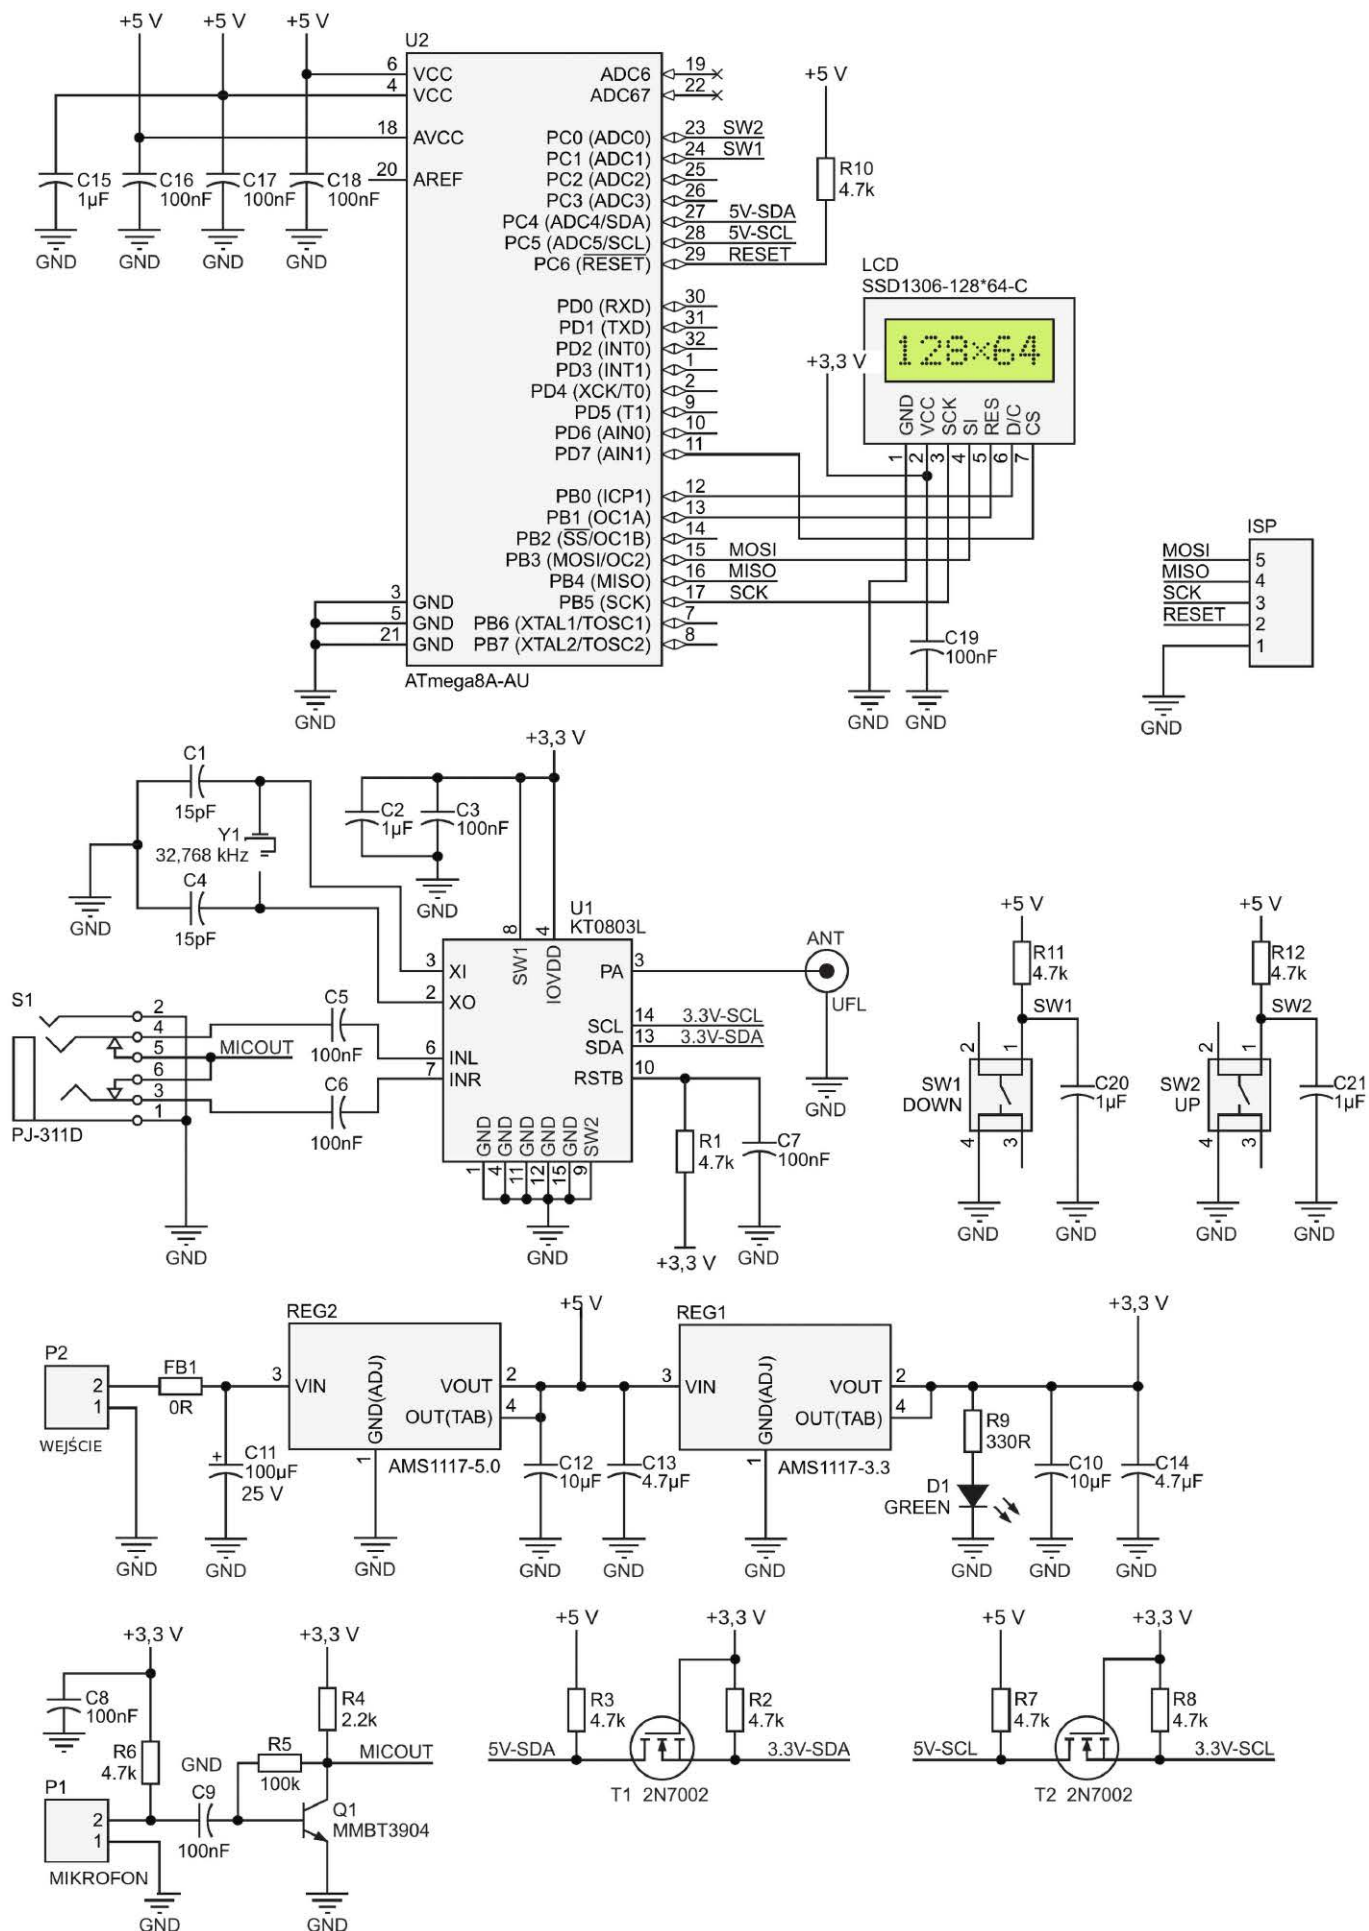 +5 V
+5 V
+5 V
U2
6
VCC
4
VCC
18
AVCC
20
AREF
C15
1µF
C16
100nF
C17
100nF
C18
100nF
GND
GND
GND
GND
ADC6
19
ADC67
22
PC0 (ADC0)
23
SW2
PC1 (ADC1)
24
SW1
PC2 (ADC2)
25
PC3 (ADC3)
26
PC4 (ADC4/SDA)
27
5V-SDA
PC5 (ADC5/SCL)
28
5V-SCL
PC6 (RESET)
29
RESET
PD0 (RXD)
30
PD1 (TXD)
31
PD2 (INT0)
32
PD3 (INT1)
1
PD4 (XCK/T0)
2
PD5 (T1)
9
PD6 (AIN0)
10
PD7 (AIN1)
11
PB0 (ICP1)
12
PB1 (OC1A)
13
PB2 (SS/OC1B)
14
PB3 (MOSI/OC2)
15
MOSI
PB4 (MISO)
16
MISO
PB5 (SCK)
17
SCK
PB6 (XTAL1/TOSC1)
7
PB7 (XTAL2/TOSC2)
8
3
GND
5
GND
21
GND
GND
ATmega8A-AU
+5 V
R10
4.7k
LCD
SSD1306-128*64-C
128×64
+3,3 V
GND
VCC
SCK
SI
RES
D/C
CS
1
2
3
4
5
6
7
C19
100nF
GND
GND
ISP
MOSI
5
MISO
4
SCK
3
RESET
2
1
GND
C1
15pF
Y1
32,768 kHz
C4
15pF
GND
+3,3 V
C2
1µF
C3
100nF
GND
U1
KT0803L
8
4
SW1
IOVDD
3
XI
2
XO
6
INL
7
INR
PA
3
SCL
14
3.3V-SCL
SDA
13
3.3V-SDA
RSTB
10
GND
GND
GND
GND
GND
SW2
1
4
11
12
15
9
GND
S1
2
4
5
6
3
1
MICOUT
PJ-311D
C5
100nF
C6
100nF
GND
ANT
UFL
GND
R1
4.7k
+3,3 V
C7
100nF
GND
+5 V
R11
4.7k
SW1
2
1
SW1
DOWN
4
3
C20
1µF
GND
GND
+5 V
R12
4.7k
SW2
2
1
SW2
UP
4
3
C21
1µF
GND
GND
P2
2
1
WEJŚCIE
FB1
0R
GND
C11
+
100µF
25 V
GND
REG2
3
VIN
GND(ADJ)
VOUT
2
OUT(TAB)
4
1
AMS1117-5.0
GND
+5 V
C12
10µF
GND
C13
4.7µF
GND
REG1
3
VIN
GND(ADJ)
VOUT
2
OUT(TAB)
4
1
AMS1117-3.3
GND
R9
330R
D1
GREEN
GND
C10
10µF
GND
+3,3 V
C14
4.7µF
GND
+3,3 V
C8
100nF
GND
R6
4.7k
P1
2
1
MIKROFON
GND
C9
100nF
R5
100k
+3,3 V
R4
2.2k
MICOUT
Q1
MMBT3904
GND
+5 V
R3
4.7k
5V-SDA
+3,3 V
R2
4.7k
3.3V-SDA
T1 2N7002
+5 V
R7
4.7k
5V-SCL
+3,3 V
R8
4.7k
3.3V-SCL
T2 2N7002